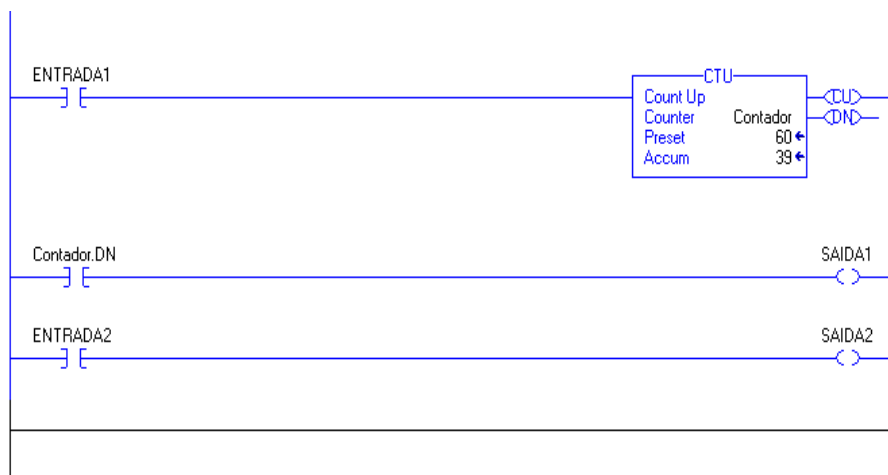 ENTRADA1
CTU
Count Up
Counter Contador
Preset 60
Accum 39
CU
DN
Contador.DN
SAIDA1
ENTRADA2
SAIDA2